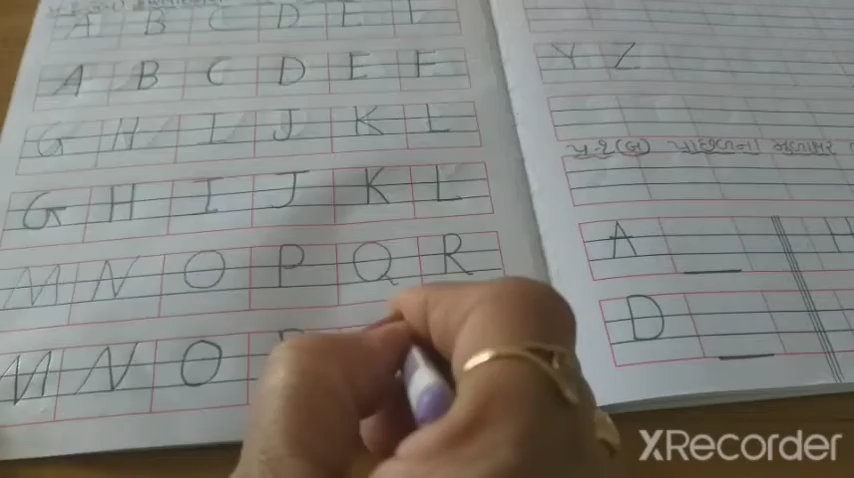 A B C D E F
A B C D E F
G H I J K L
G H I J K L
M N O P Q R
M N O
Y Z
A H
D
XRecorder